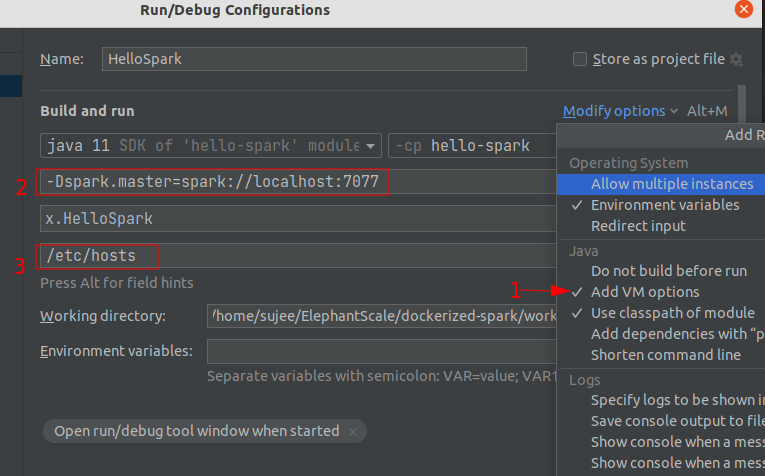 Run/Debug Configurations
Name: HelloSpark
Store as project file
Build and run
Modify options Alt+M
java 11 SDK of 'hello-spark' module
-cp hello-spark
2 -Dspark.master=spark://localhost:7077
x.HelloSpark
3 /etc/hosts
Press Alt for field hints
Working directory: /home/sujee/ElephantScale/dockerized-spark/work
Environment variables:
Separate variables with semicolon: VAR=value; VAR1
Open run/debug tool window when started ×
Add R
Operating System
Allow multiple instances
✓ Environment variables
Redirect input
Java
Do not build before run
1 ✓ Add VM options
✓ Use classpath of module
Add dependencies with “p
Shorten command line
Logs
Specify logs to be shown in
Save console output to file
Show console when a mess
Show console when a mess